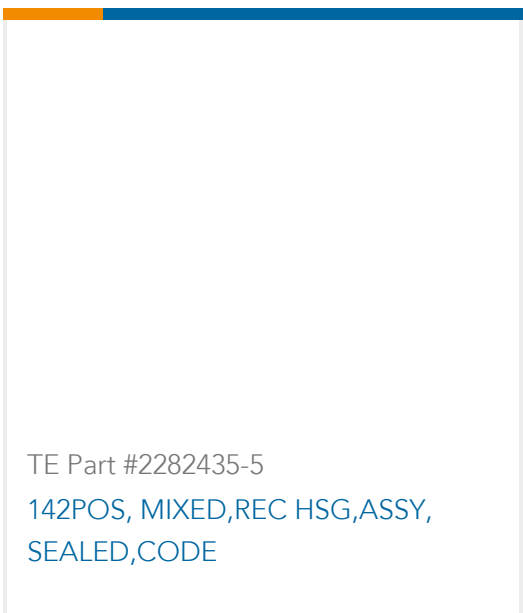 TE Part #2282435-5
142POS, MIXED,REC HSG,ASSY,
SEALED,CODE